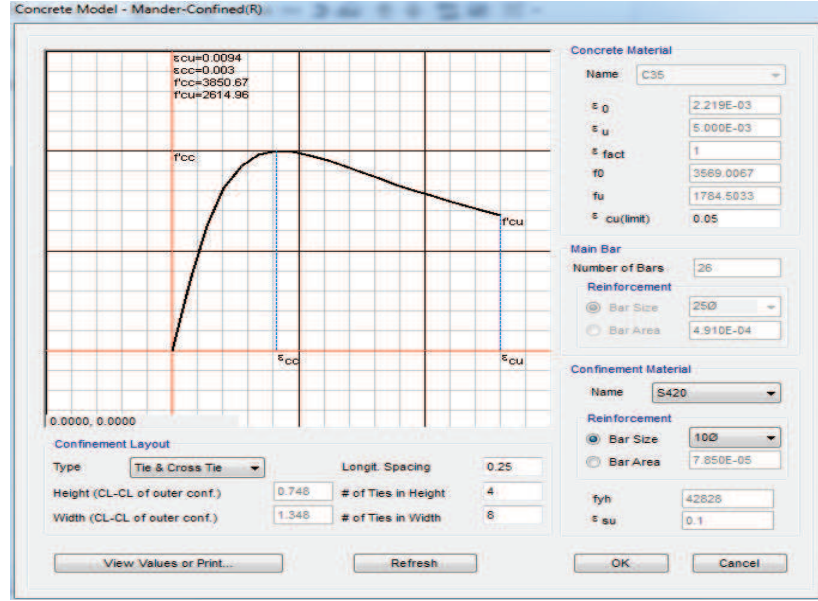 Concrete Model - Mander-Confined(R)
εcu=0.0094
εcc=0.003
f'cc=3850.67
f'cu=2614.96
f'cc
f'cu
εcc
εcu
0.0000, 0.0000
Confinement Layout
Type Tie & Cross Tie Longit. Spacing 0.25
Height (CL-CL of outer conf.) 0.748 # of Ties in Height 4
Width (CL-CL of outer conf.) 1.348 # of Ties in Width 8
View Values or Print... Refresh
Concrete Material
Name C35
ε 0 2.219E-03
ε u 5.000E-03
ε fact 1
f0 3569.0067
fu 1784.5033
ε cu(limit) 0.05
Main Bar
Number of Bars 26
Reinforcement
Bar Size 25Ø
Bar Area 4.910E-04
Confinement Material
Name S420
Reinforcement
Bar Size 10Ø
Bar Area 7.850E-05
fyh 42828
ε su 0.1
OK Cancel